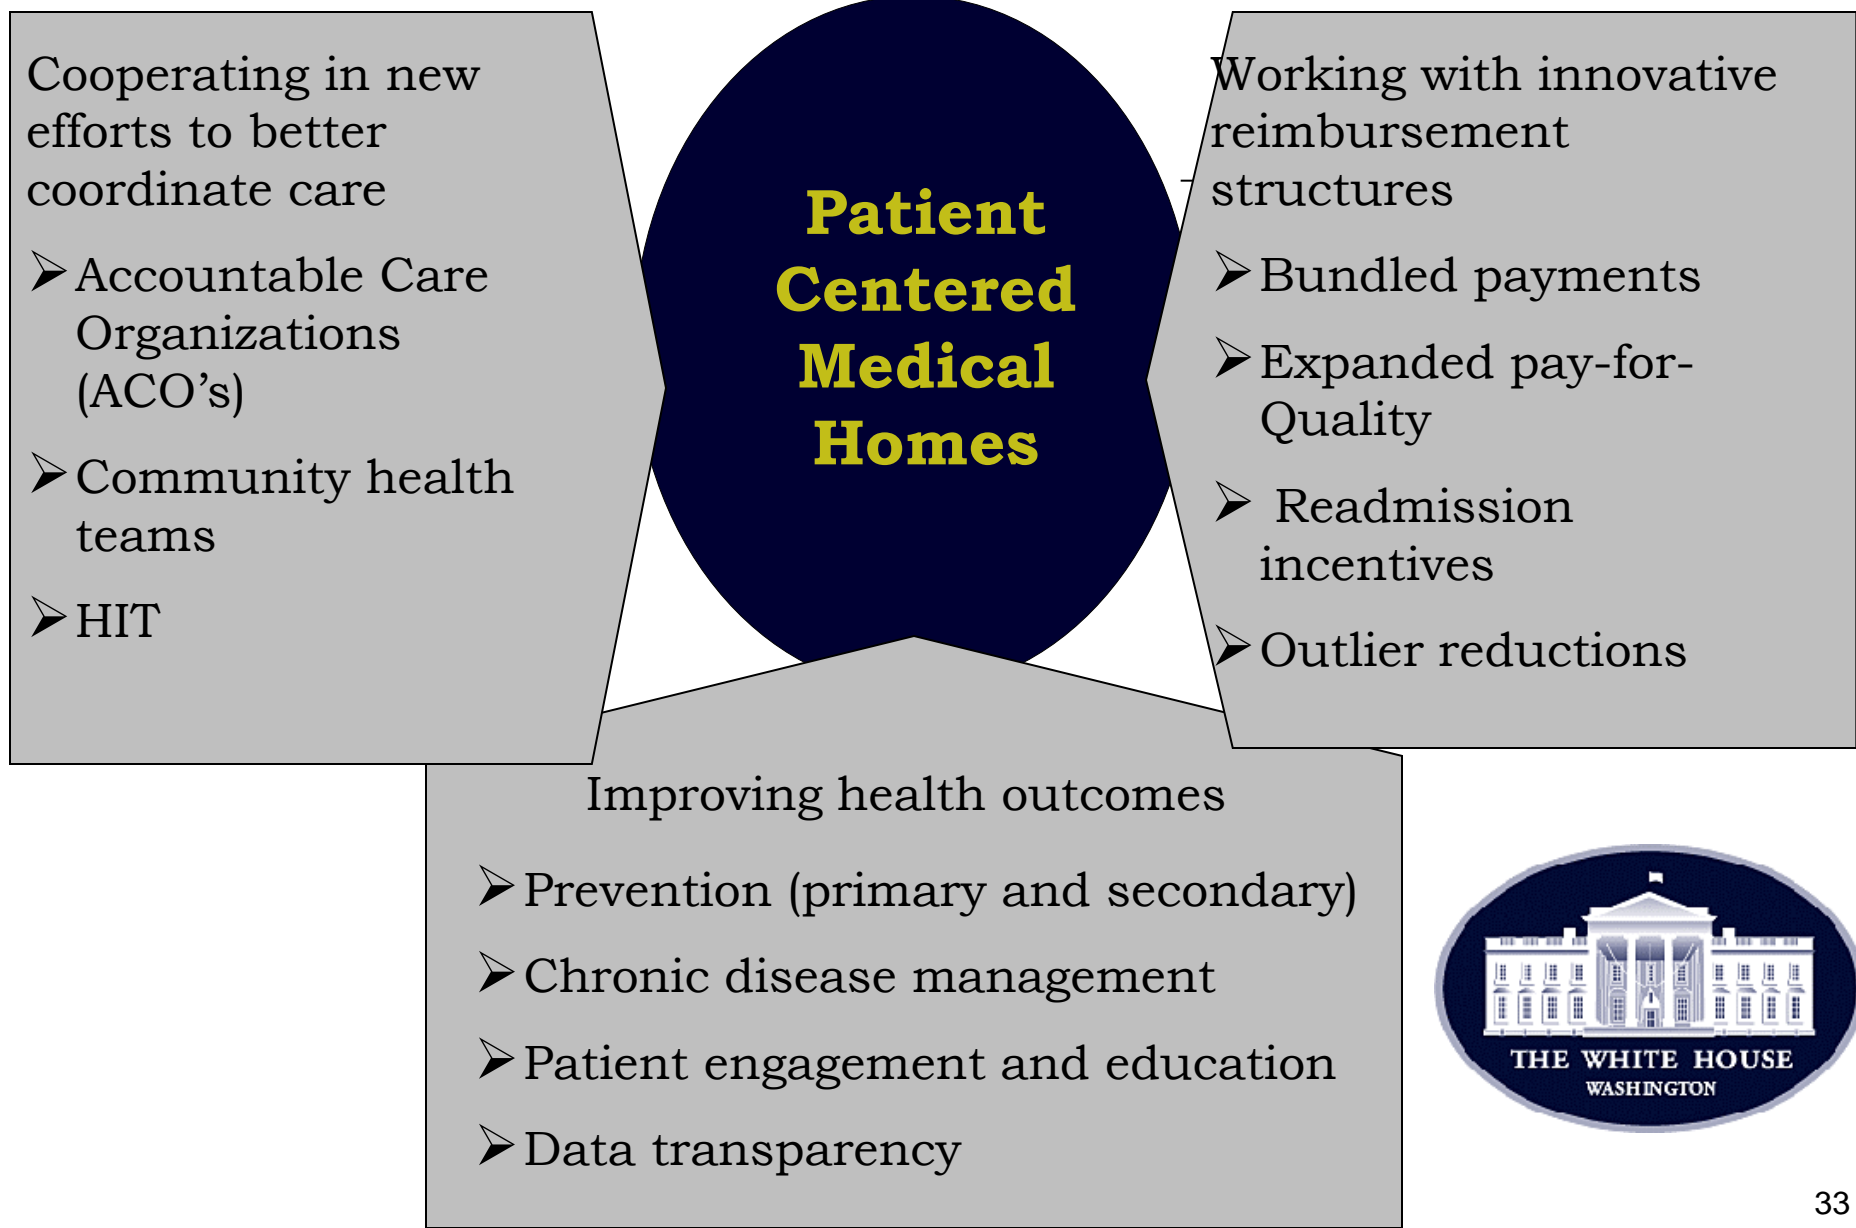 Cooperating in new
efforts to better
coordinate care
➢Accountable Care
Organizations
(ACO’s)
➢Community health
teams
➢HIT
Patient
Centered
Medical
Homes
Working with innovative
reimbursement
structures
➢Bundled payments
➢Expanded pay-for-
Quality
➢ Readmission
incentives
➢Outlier reductions
Improving health outcomes
➢Prevention (primary and secondary)
➢Chronic disease management
➢Patient engagement and education
➢Data transparency
THE WHITE HOUSE
WASHINGTON
33